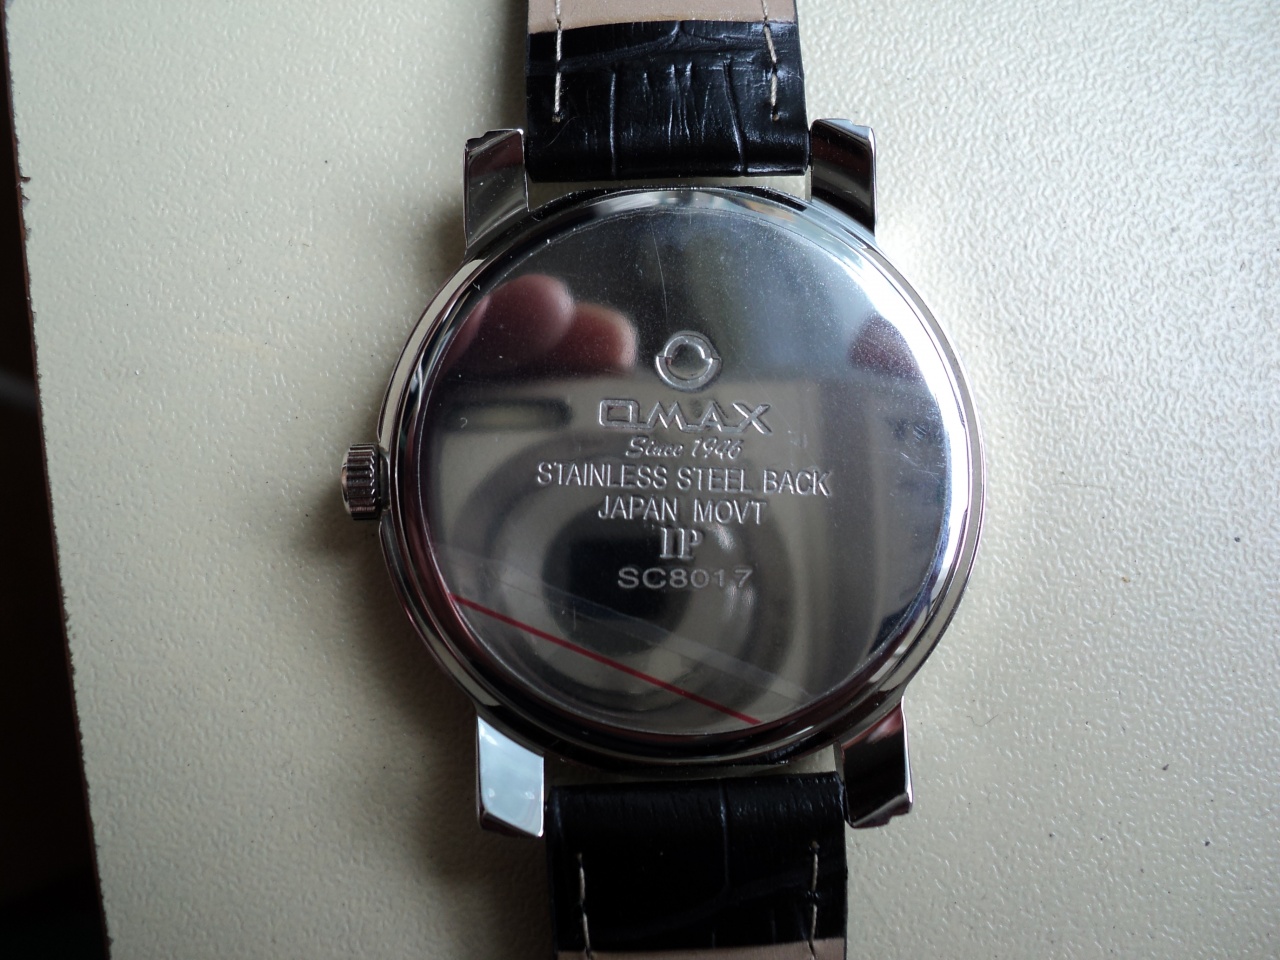 OMAX
Since 1946
STAINLESS STEEL BACK
JAPAN MOVT
IP
SC8017